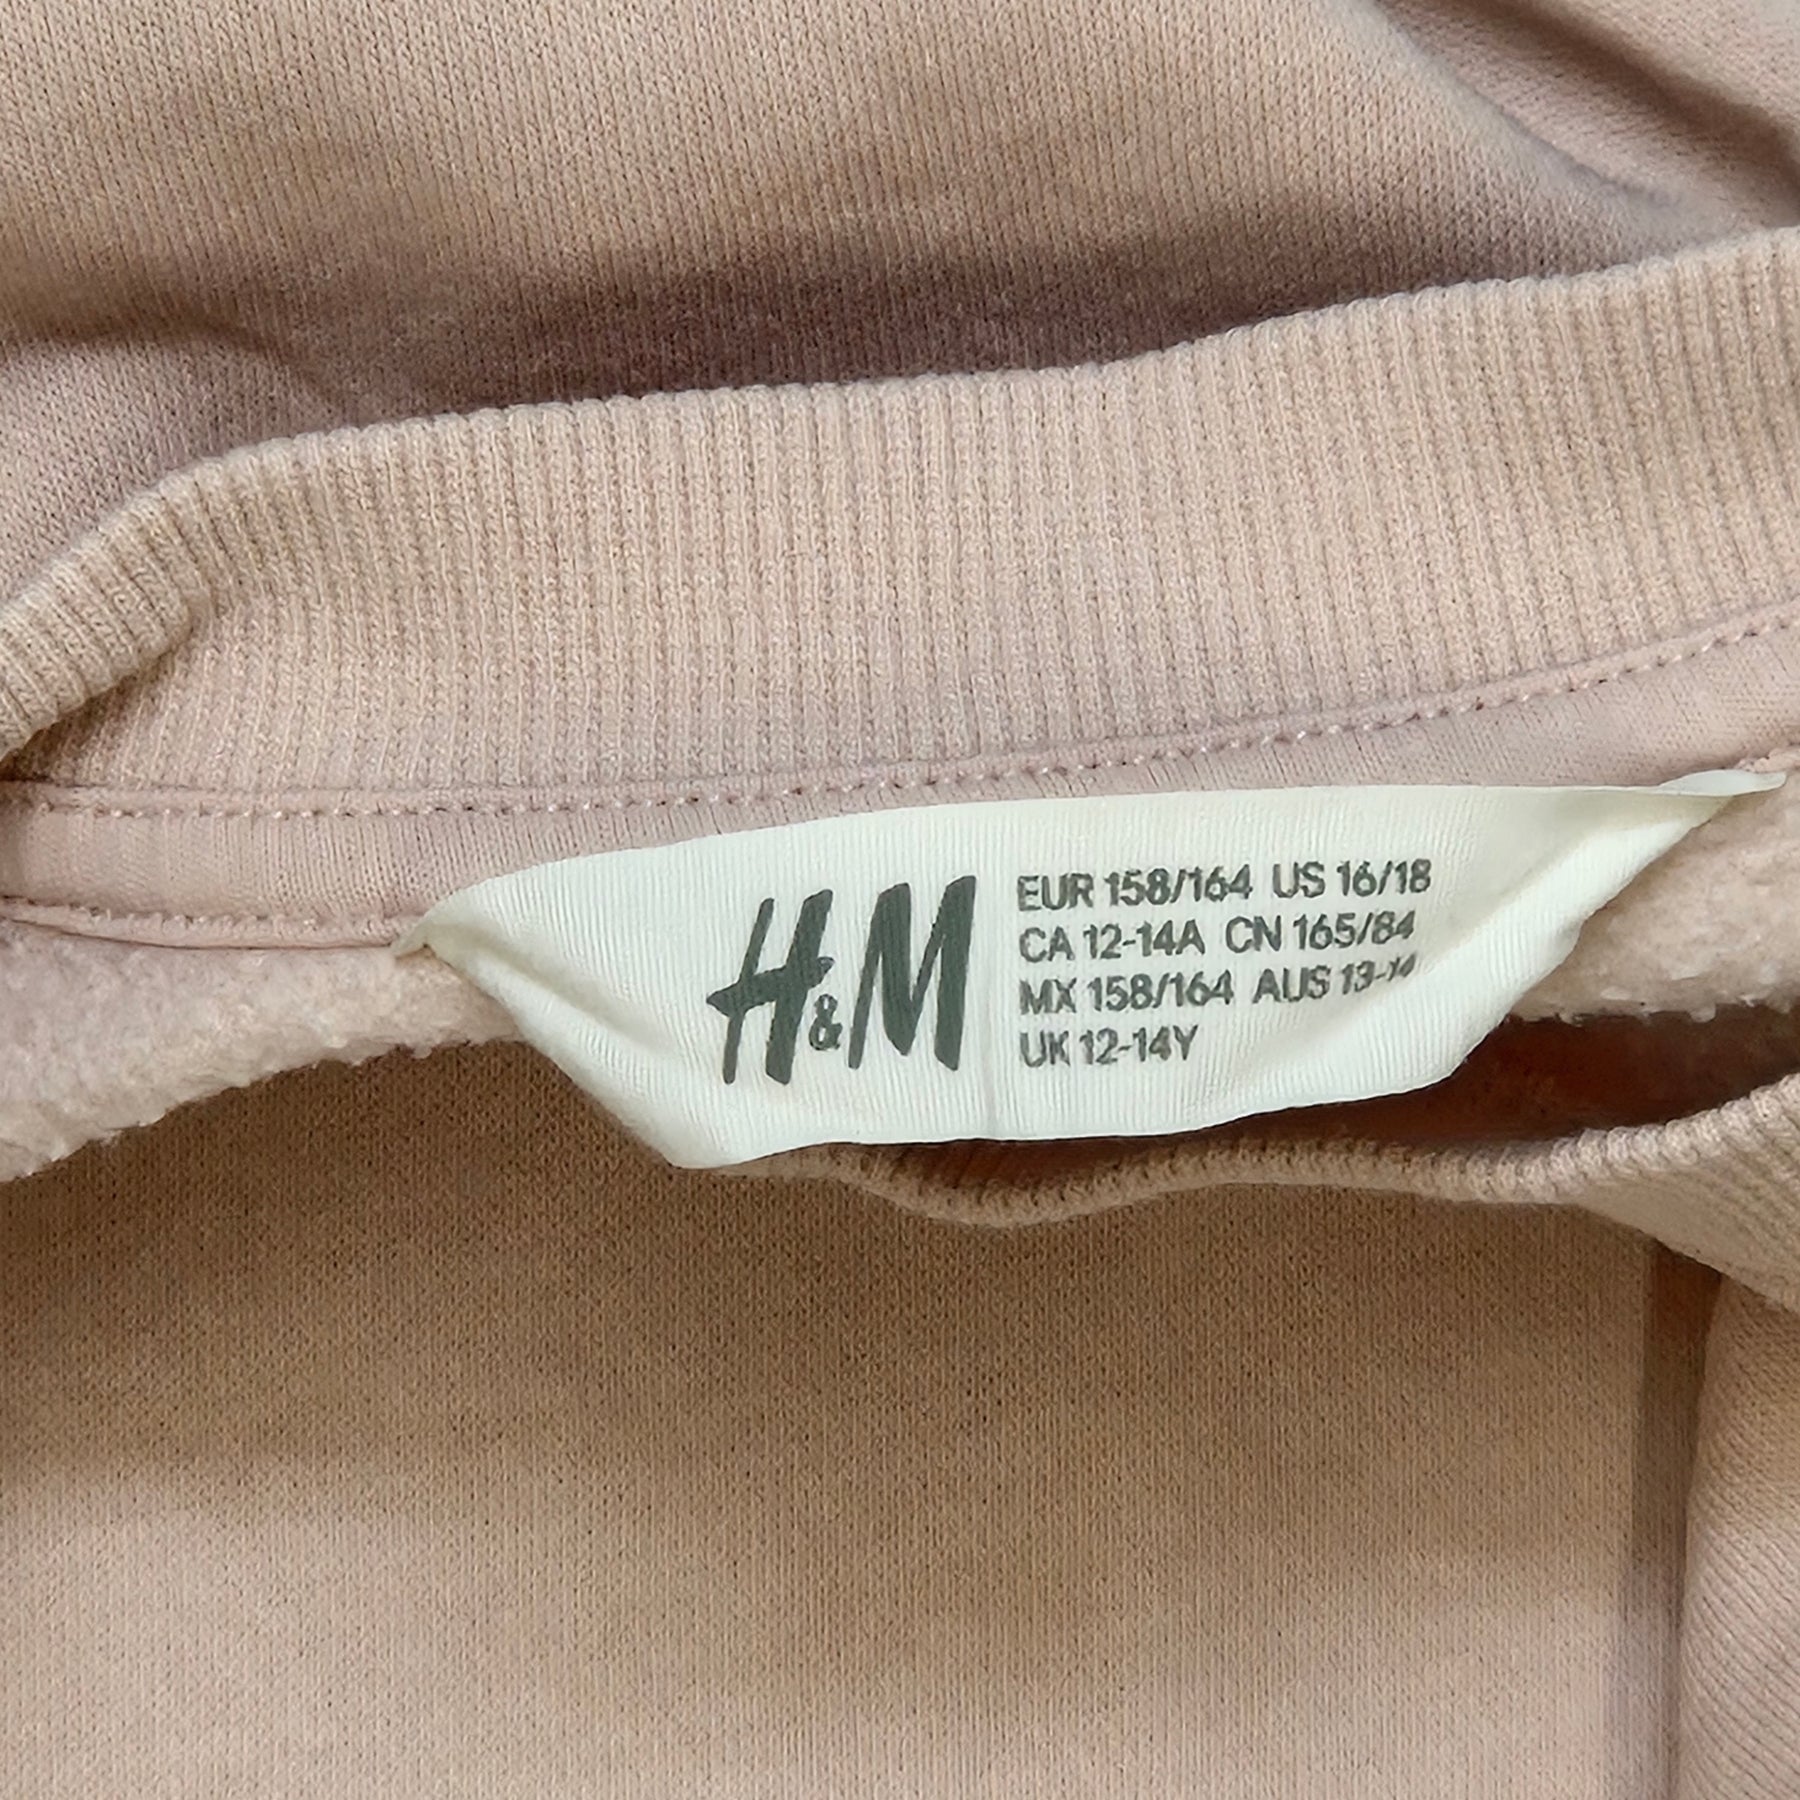 H&M
EUR 158/164 US 16/18
CA 12-14A CN 165/84
MX 158/164 AUS 13-14
UK 12-14Y